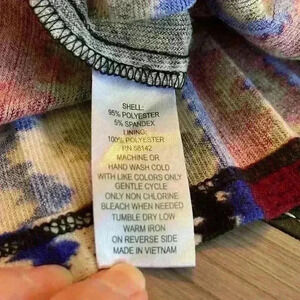 SHELL:
95% POLYESTER
5% SPANDEX
LINING:
100% POLYESTER
RN 58142
MACHINE OR
HAND WASH COLD
WITH LIKE COLORS ONLY
GENTLE CYCLE
ONLY NON CHLORINE
BLEACH WHEN NEEDED
TUMBLE DRY LOW
WARM IRON
ON REVERSE SIDE
MADE IN VIETNAM